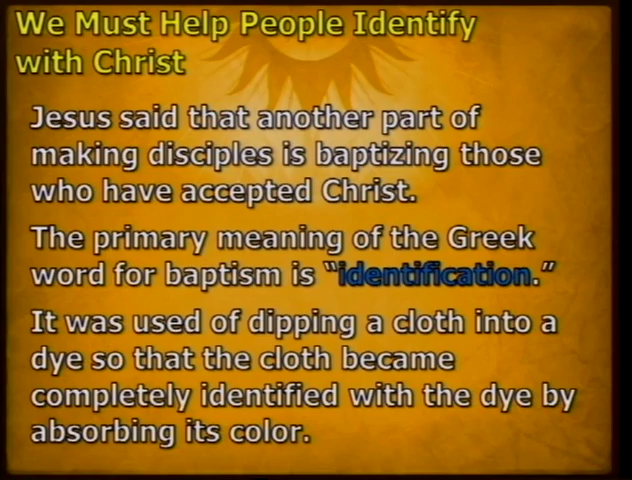 We Must Help People Identify
with Christ
Jesus said that another part of
making disciples is baptizing those
who have accepted Christ.
The primary meaning of the Greek
word for baptism is “identification.”
It was used of dipping a cloth into a
dye so that the cloth became
completely identified with the dye by
absorbing its color.